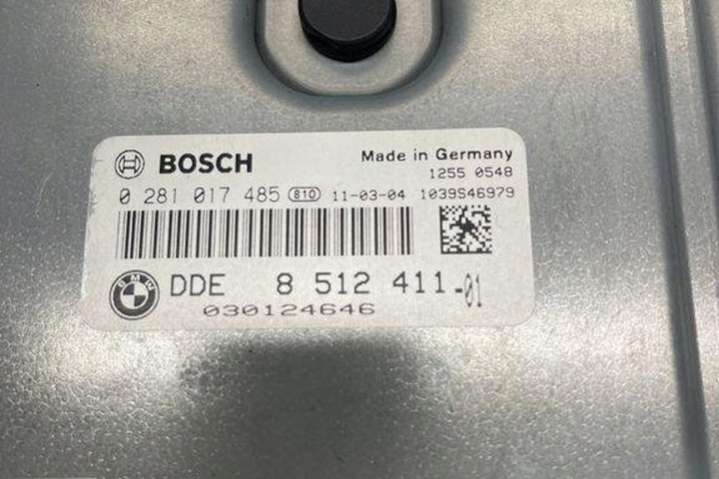 BOSCH
Made in Germany
1255 0548
0 281 017 485 810 11-03-04 1039S46979
BMW
DDE 8 512 411-01
030124646